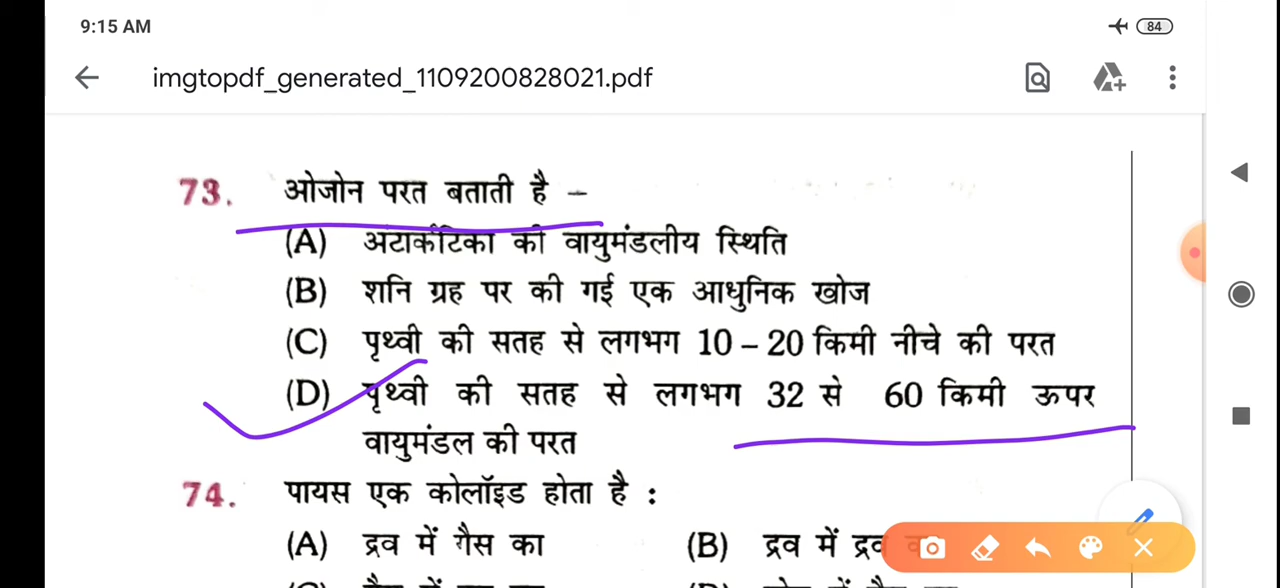 9:15 AM
84
imgtopdf_generated_1109200828021.pdf
73. ओजोन परत बताती है –
(A) अटार्कटिका की वायुमंडलीय स्थिति
(B) शनि ग्रह पर की गई एक आधुनिक खोज
(C) पृथ्वी की सतह से लगभग 10 – 20 किमी नीचे की परत
(D) पृथ्वी की सतह से लगभग 32 से 60 किमी ऊपर
वायुमंडल की परत
74. पायस एक कोलॉइड होता है :
(A) द्रव में गैस का
(B) द्रव में द्रव